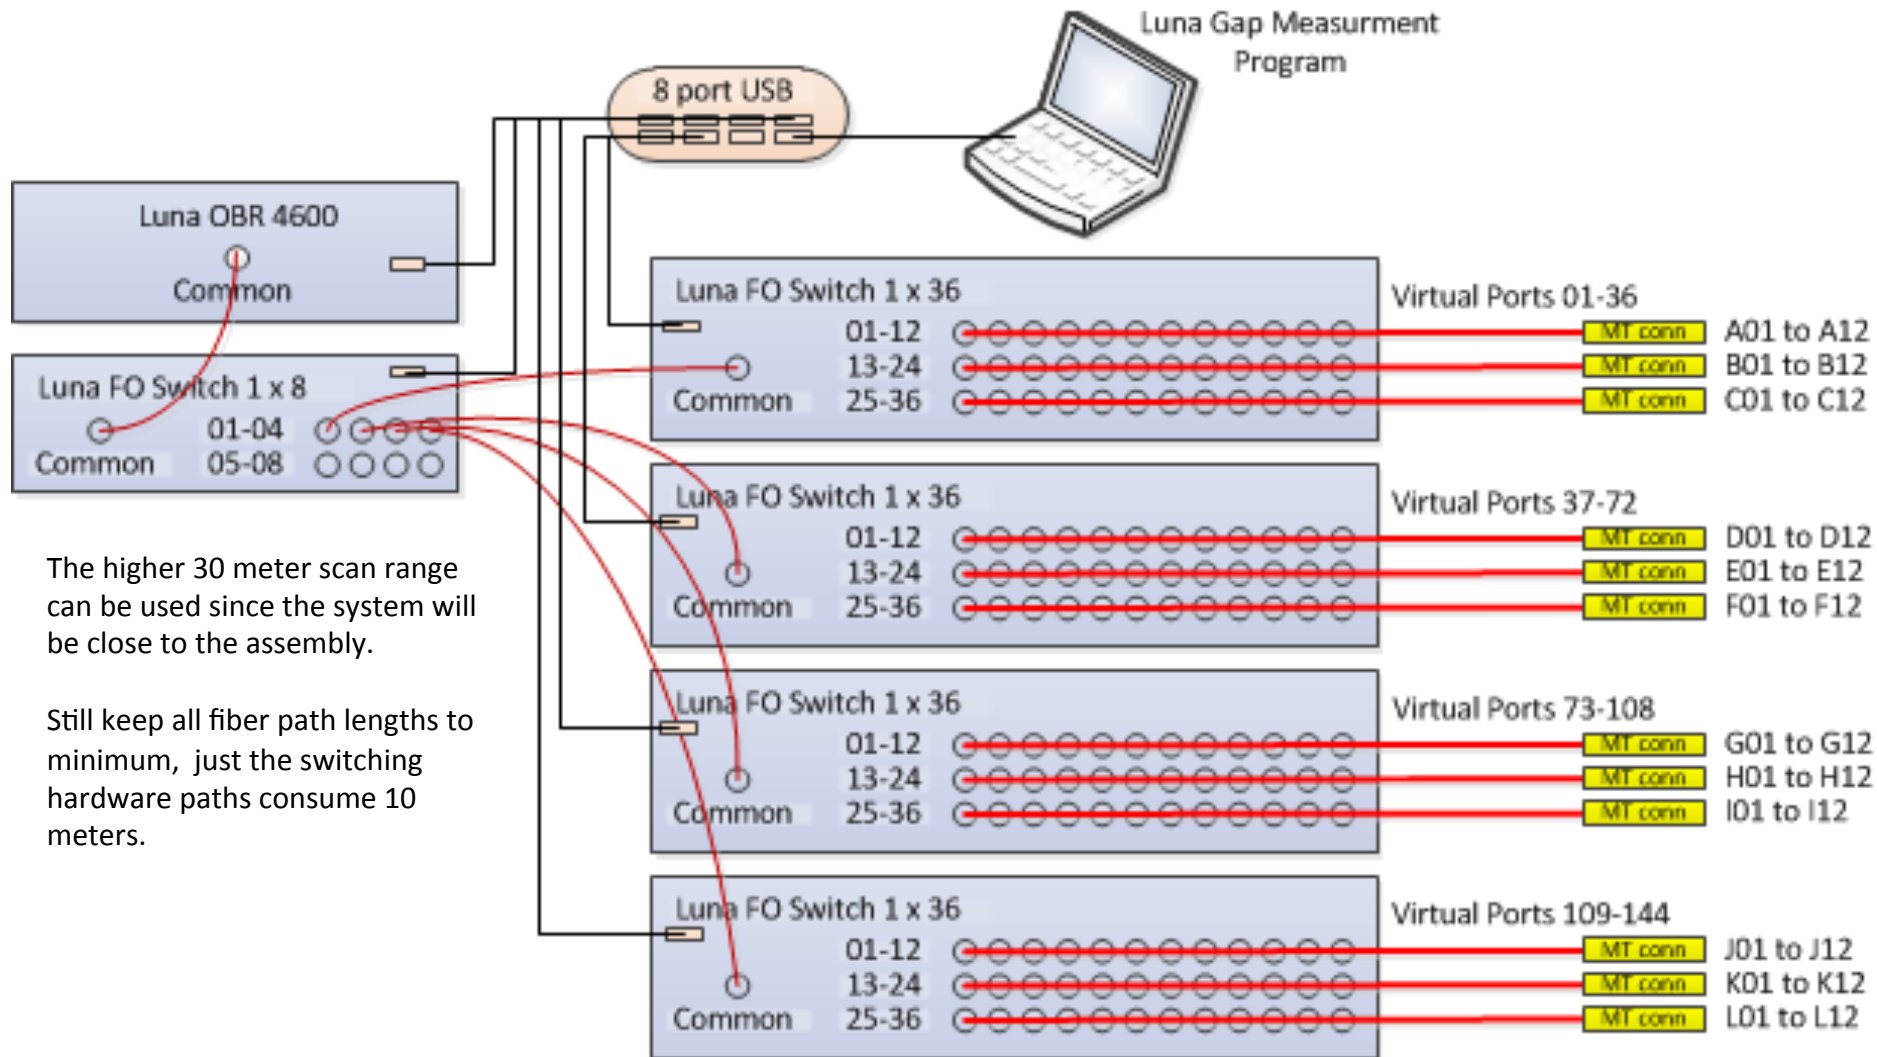 Luna Gap Measurment
Program
8 port USB
Luna OBR 4600
Common
Luna FO Switch 1 x 8
01-04
Common 05-08
The higher 30 meter scan range
can be used since the system will
be close to the assembly.
Still keep all fiber path lengths to
minimum, just the switching
hardware paths consume 10
meters.
Luna FO Switch 1 x 36
Virtual Ports 01-36
01-12 MT conn A01 to A12
13-24 MT conn B01 to B12
Common 25-36 MT conn C01 to C12
Luna FO Switch 1 x 36
Virtual Ports 37-72
01-12 MT conn D01 to D12
13-24 MT conn E01 to E12
Common 25-36 MT conn F01 to F12
Luna FO Switch 1 x 36
Virtual Ports 73-108
01-12 MT conn G01 to G12
13-24 MT conn H01 to H12
Common 25-36 MT conn I01 to I12
Luna FO Switch 1 x 36
Virtual Ports 109-144
01-12 MT conn J01 to J12
13-24 MT conn K01 to K12
Common 25-36 MT conn L01 to L12